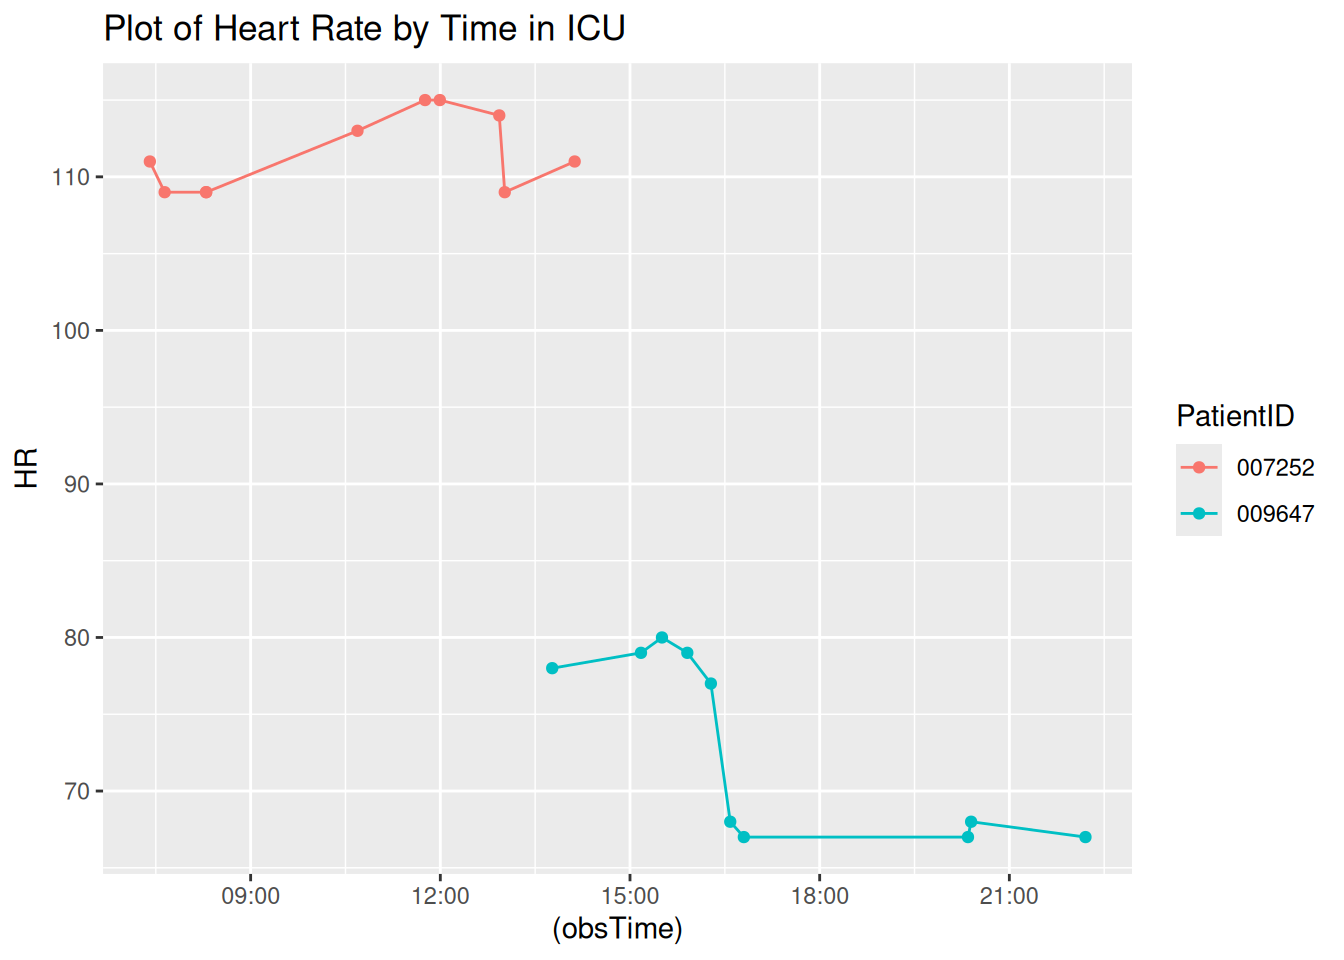 Plot of Heart Rate by Time in ICU
110
100
90
80
70
HR
09:00 12:00 15:00 18:00 21:00
(obsTime)
PatientID
007252
009647